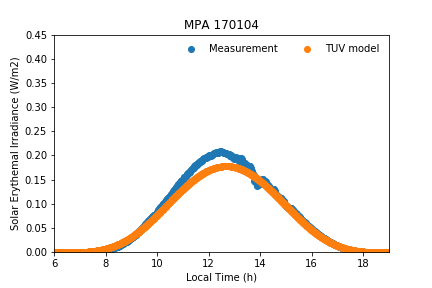 MPA 170104
Measurement
TUV model
Solar Erythemal Irradiance (W/m2)
0.45
0.40
0.35
0.30
0.25
0.20
0.15
0.10
0.05
0.00
6 8 10 12 14 16 18
Local Time (h)